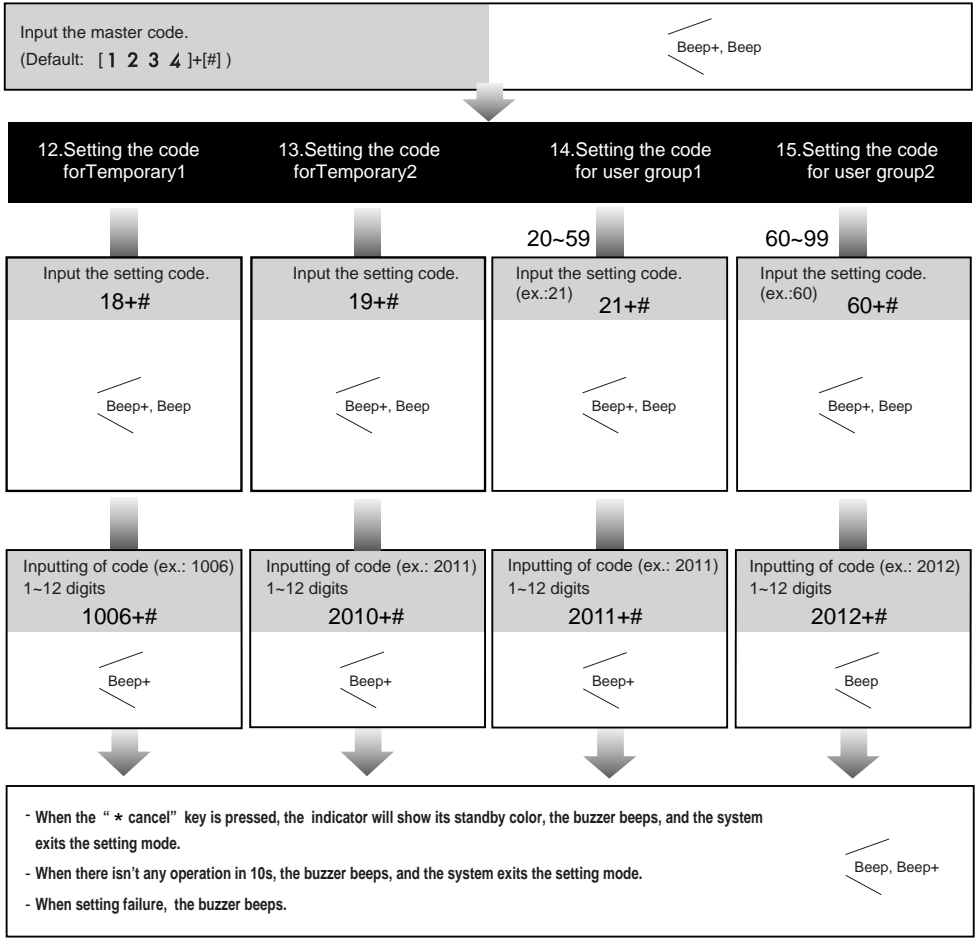 Input the master code.
(Default: [1 2 3 4]+[#] )
Beep+, Beep
12.Setting the code
forTemporary1
13.Setting the code
forTemporary2
14.Setting the code
for user group1
15.Setting the code
for user group2
20~59
60~99
Input the setting code.
18+#
Input the setting code.
19+#
Input the setting code.
(ex.:21)
21+#
Input the setting code.
(ex.:60)
60+#
Beep+, Beep
Beep+, Beep
Beep+, Beep
Beep+, Beep
Inputting of code (ex.: 1006)
1~12 digits
1006+#
Inputting of code (ex.: 2011)
1~12 digits
2010+#
Inputting of code (ex.: 2011)
1~12 digits
2011+#
Inputting of code (ex.: 2012)
1~12 digits
2012+#
Beep+
Beep+
Beep+
Beep
- When the “ * cancel” key is pressed, the indicator will show its standby color, the buzzer beeps, and the system
exits the setting mode.
- When there isn’t any operation in 10s, the buzzer beeps, and the system exits the setting mode.
- When setting failure, the buzzer beeps.
Beep, Beep+